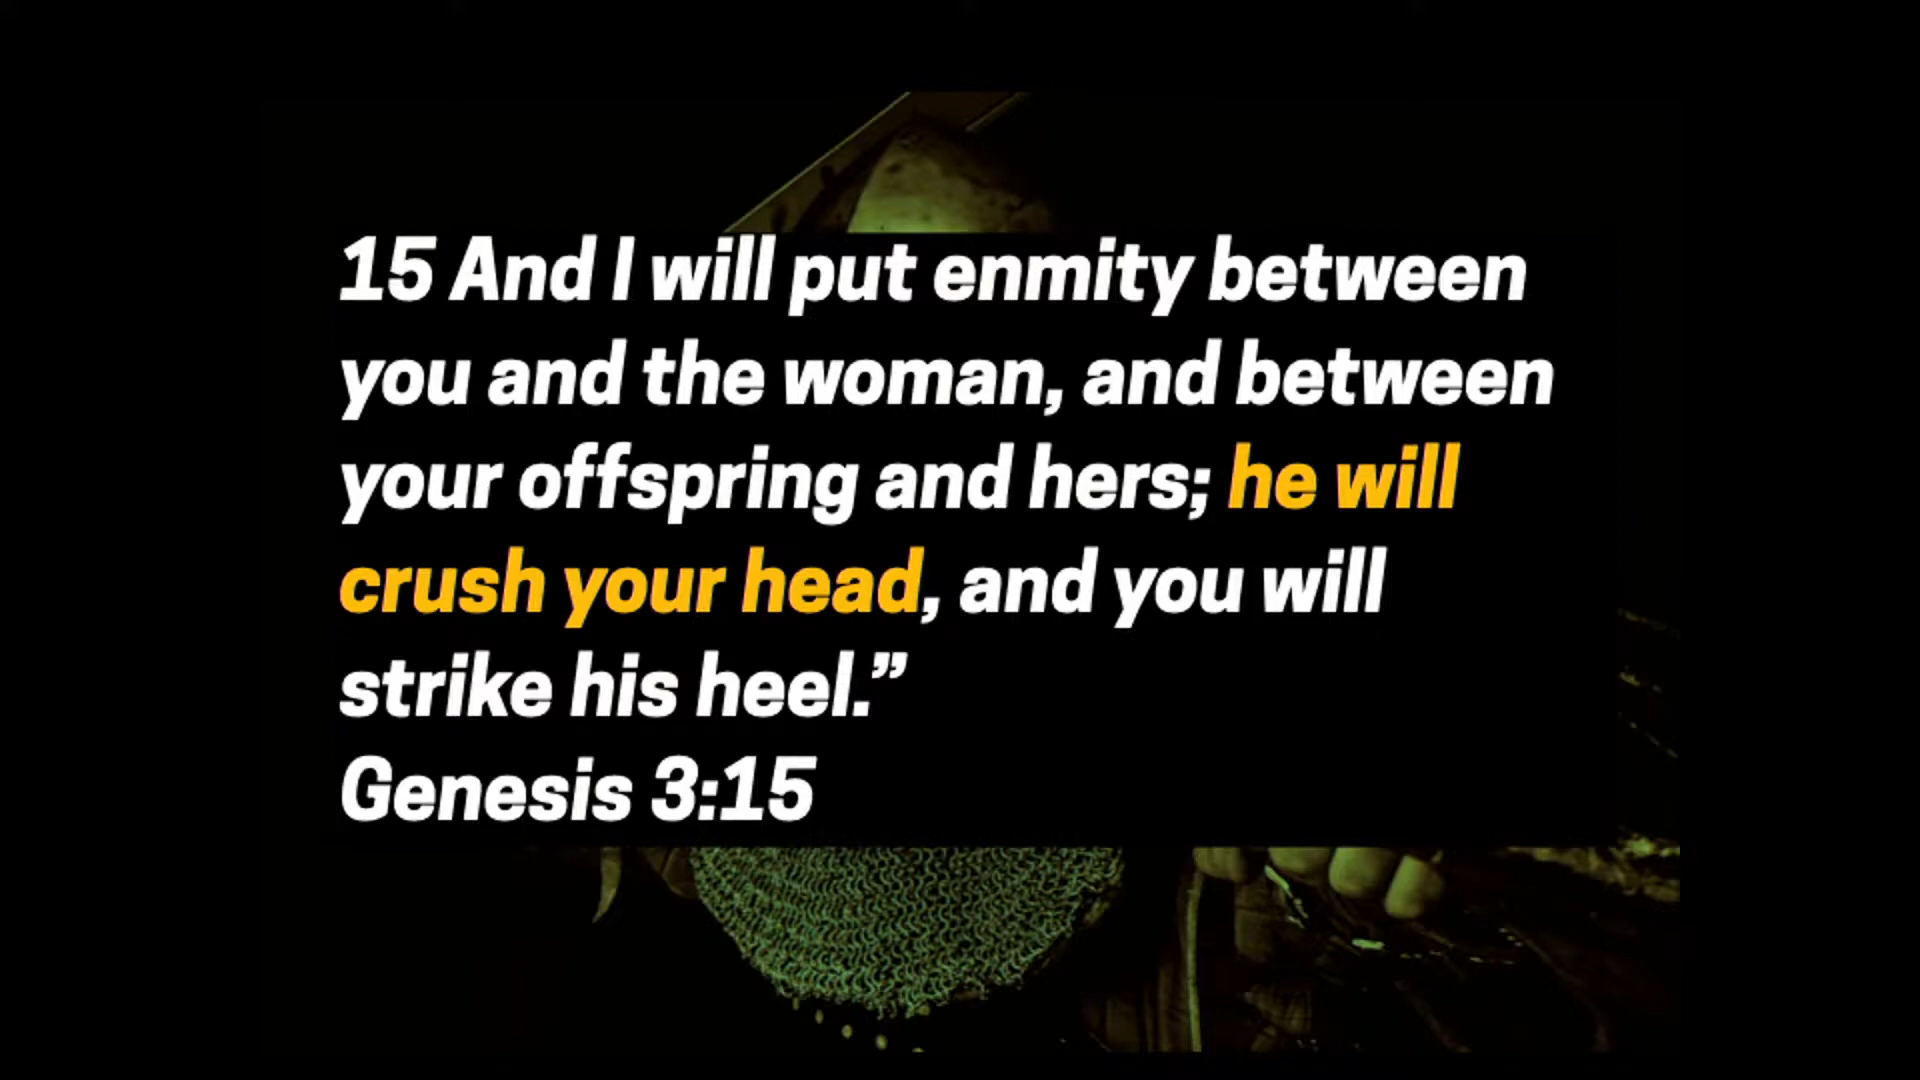 15 And I will put enmity between
you and the woman, and between
your offspring and hers; he will
crush your head, and you will
strike his heel.”
Genesis 3:15